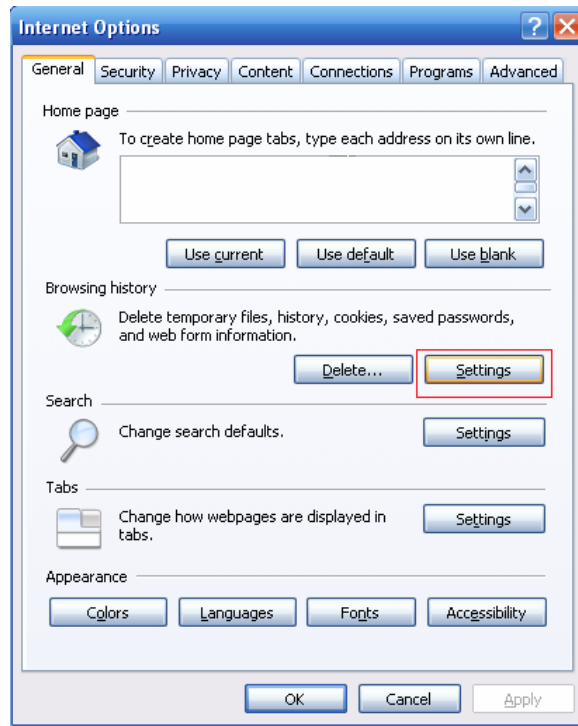 Internet Options
General Security Privacy Content Connections Programs Advanced
Home page
To create home page tabs, type each address on its own line.
Use current Use default Use blank
Browsing history
Delete temporary files, history, cookies, saved passwords,
and web form information.
Delete... Settings
Search
Change search defaults.
Settings
Tabs
Change how webpages are displayed in
tabs.
Settings
Appearance
Colors Languages Fonts Accessibility
OK Cancel Apply